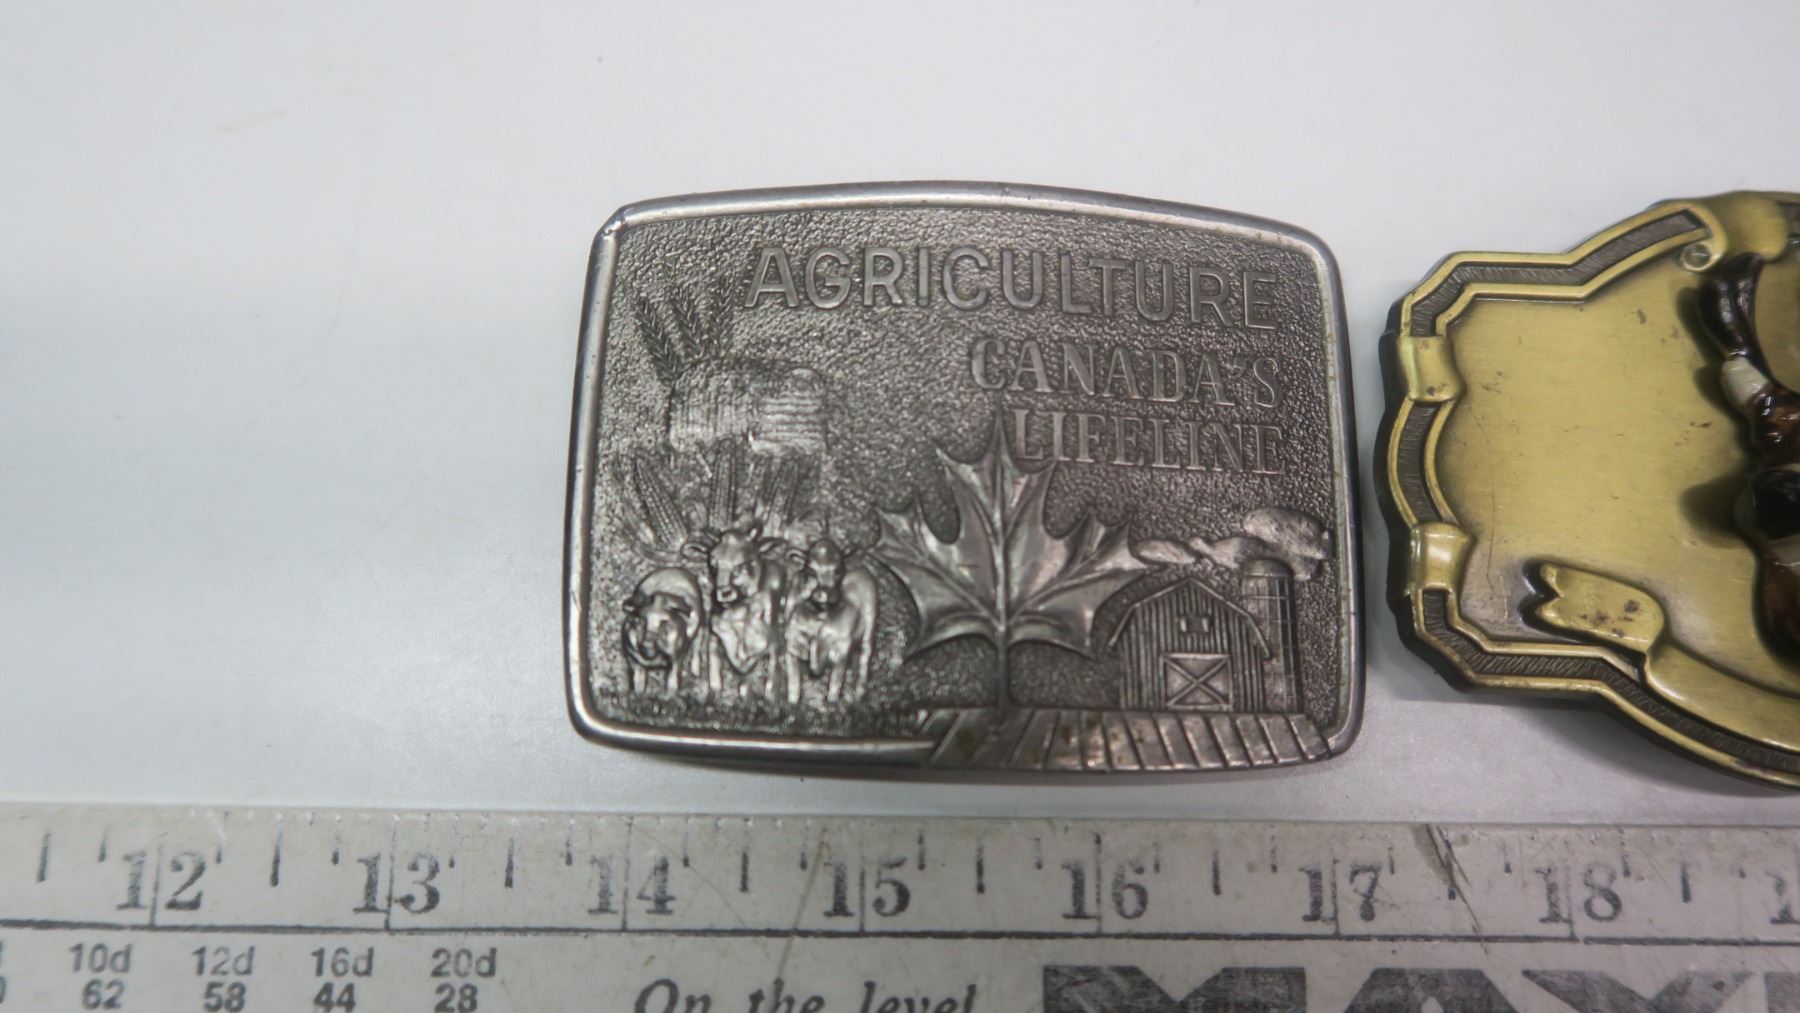 AGRICULTURE
CANADA'S
LIFELINE
12 13 14 15 16 17 18
10d 12d 16d 20d
62 58 44 28
On the level